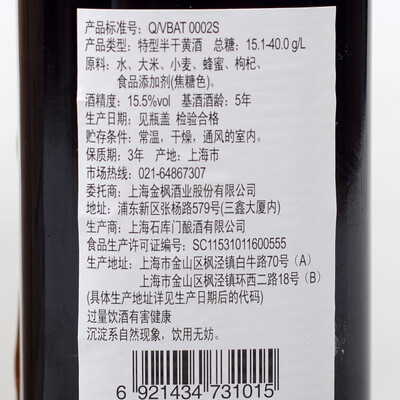 产品标准号：Q/VBAT 0002S
产品类型：特型半干黄酒 总糖：15.1-40.0 g/L
原料：水、大米、小麦、蜂蜜、枸杞、
食品添加剂(焦糖色)。
酒精度：15.5%vol 基酒酒龄：5年
生产日期：见瓶盖 检验合格
贮存条件：常温，干燥，通风的室内。
保质期：3年 产地：上海市
市场热线：021-64867307
委托商：上海金枫酒业股份有限公司
地址：浦东新区张杨路579号(三鑫大厦内)
生产商：上海石库门酿酒有限公司
食品生产许可证编号：SC11531011600555
生产地址：上海市金山区枫泾镇白牛路70号（A）
上海市金山区枫泾镇环西二路18号（B）
(具体生产地址详见生产日期后的代码)
过量饮酒有害健康
沉淀系自然现象，饮用无妨。
6 921434 731015